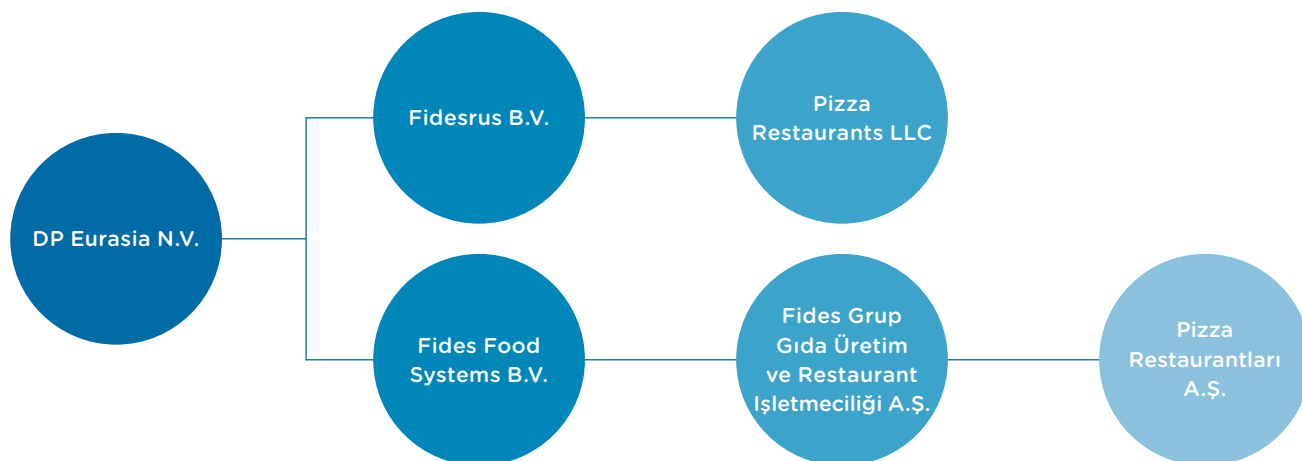 DP Eurasia N.V.
Fidesrus B.V.
Pizza
Restaurants LLC
Fides Food
Systems B.V.
Fides Grup
Gıda Üretim
ve Restaurant
Işletmeciliği A.Ş.
Pizza
Restaurantları
A.Ş.